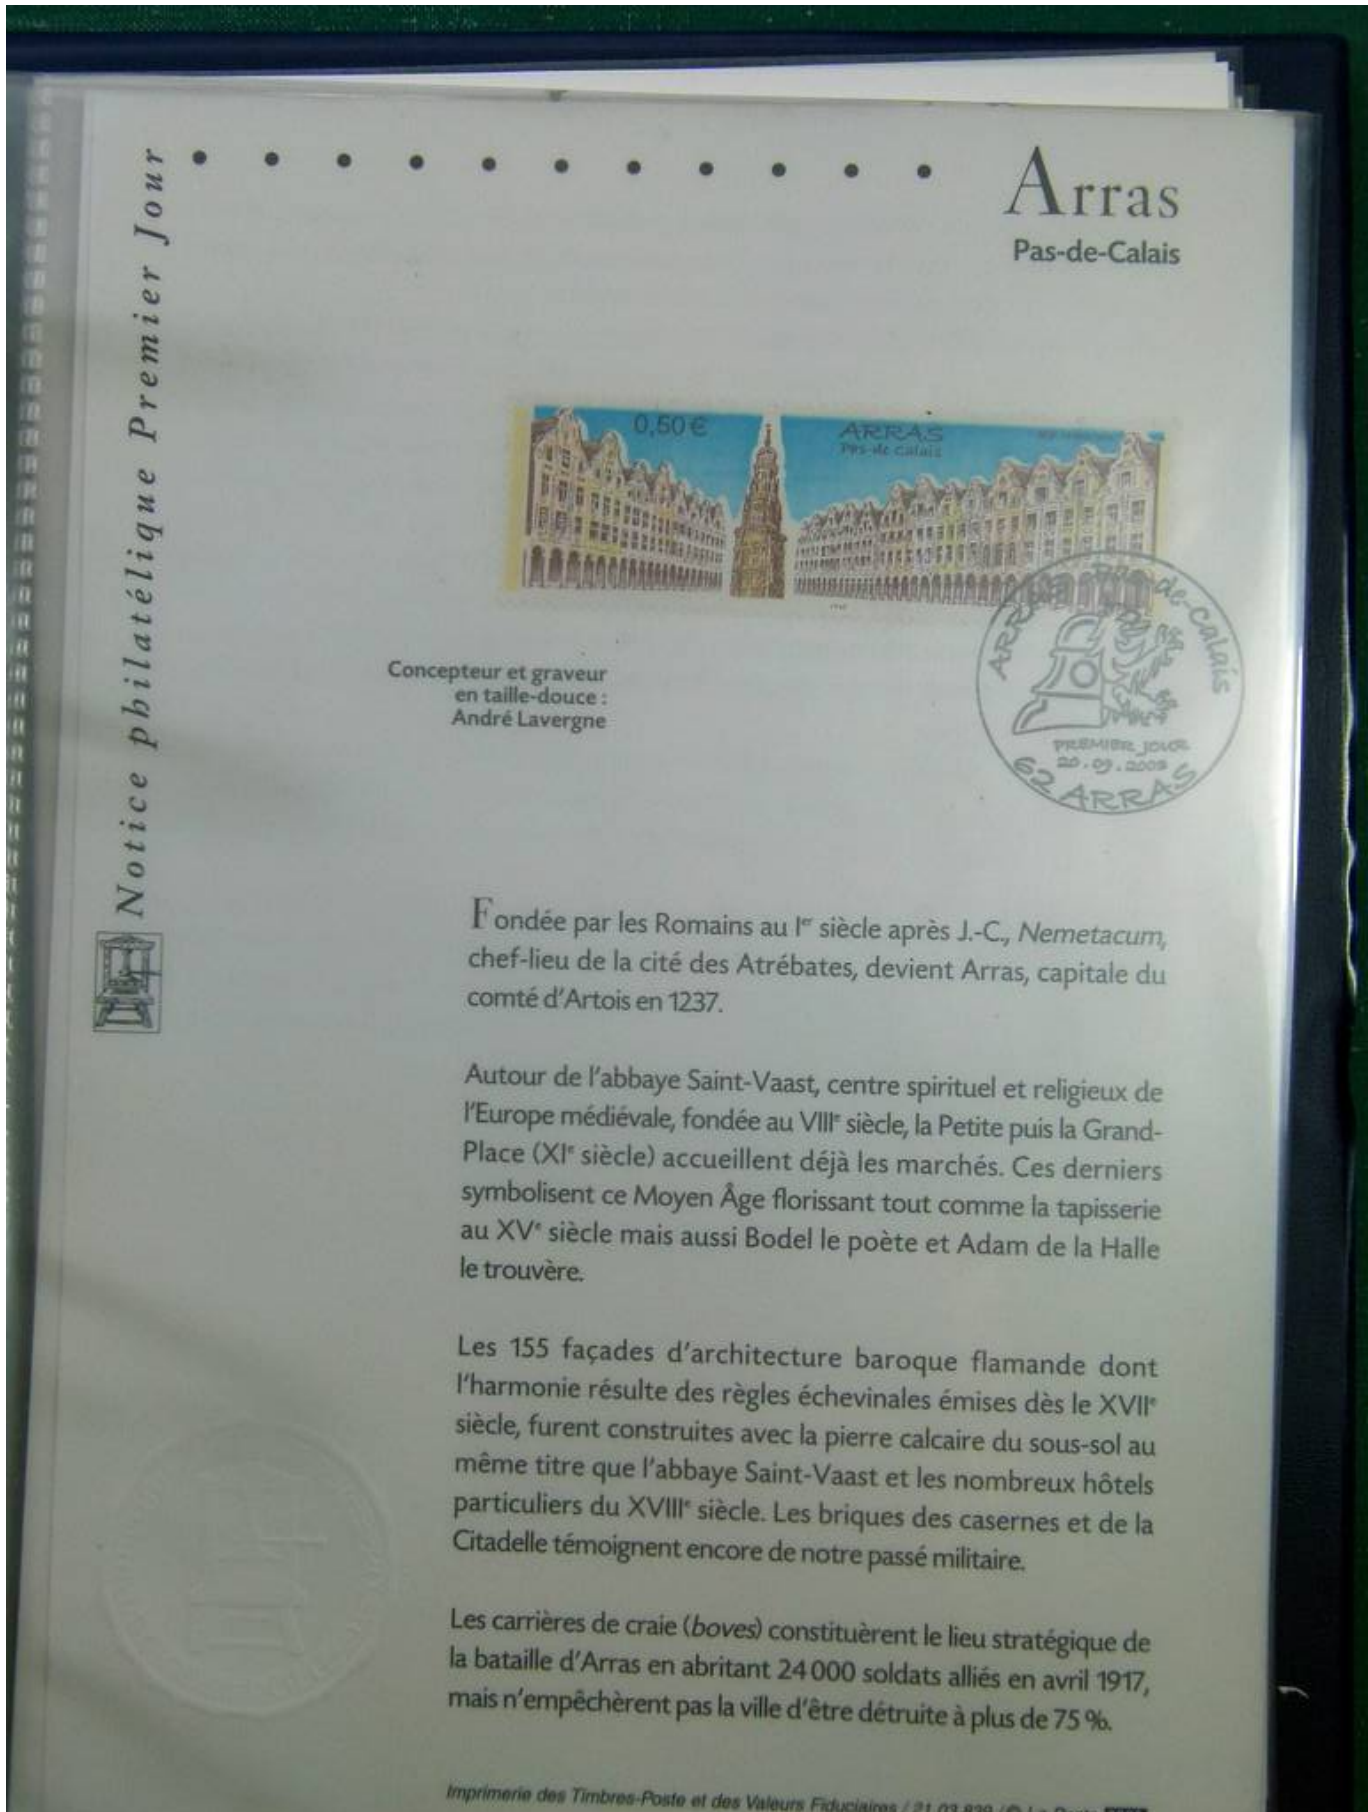 Notice philatélique Premier Jour
Arras
Pas-de-Calais
0,50 €
ARRAS
Pas-de Calais
ARRAS Pas-de-Calais
PREMIER JOUR
20.09.2003
62 ARRAS
Concepteur et graveur
en taille-douce :
André Lavergne
Fondée par les Romains au Ier siècle après J.-C., Nemetacum,
chef-lieu de la cité des Atrébates, devient Arras, capitale du
comté d'Artois en 1237.
Autour de l'abbaye Saint-Vaast, centre spirituel et religieux de
l'Europe médiévale, fondée au VIIIe siècle, la Petite puis la Grand-
Place (XIe siècle) accueillent déjà les marchés. Ces derniers
symbolisent ce Moyen Âge florissant tout comme la tapisserie
au XVe siècle mais aussi Bodel le poète et Adam de la Halle
le trouvère.
Les 155 façades d'architecture baroque flamande dont
l'harmonie résulte des règles échevinales émises dès le XVIIe
siècle, furent construites avec la pierre calcaire du sous-sol au
même titre que l'abbaye Saint-Vaast et les nombreux hôtels
particuliers du XVIIIe siècle. Les briques des casernes et de la
Citadelle témoignent encore de notre passé militaire.
Les carrières de craie (boves) constituèrent le lieu stratégique de
la bataille d'Arras en abritant 24 000 soldats alliés en avril 1917,
mais n'empêchèrent pas la ville d'être détruite à plus de 75 %.
Imprimerie des Timbres-Poste et des Valeurs Fiduciaires / 21 03 839 / © La Poste